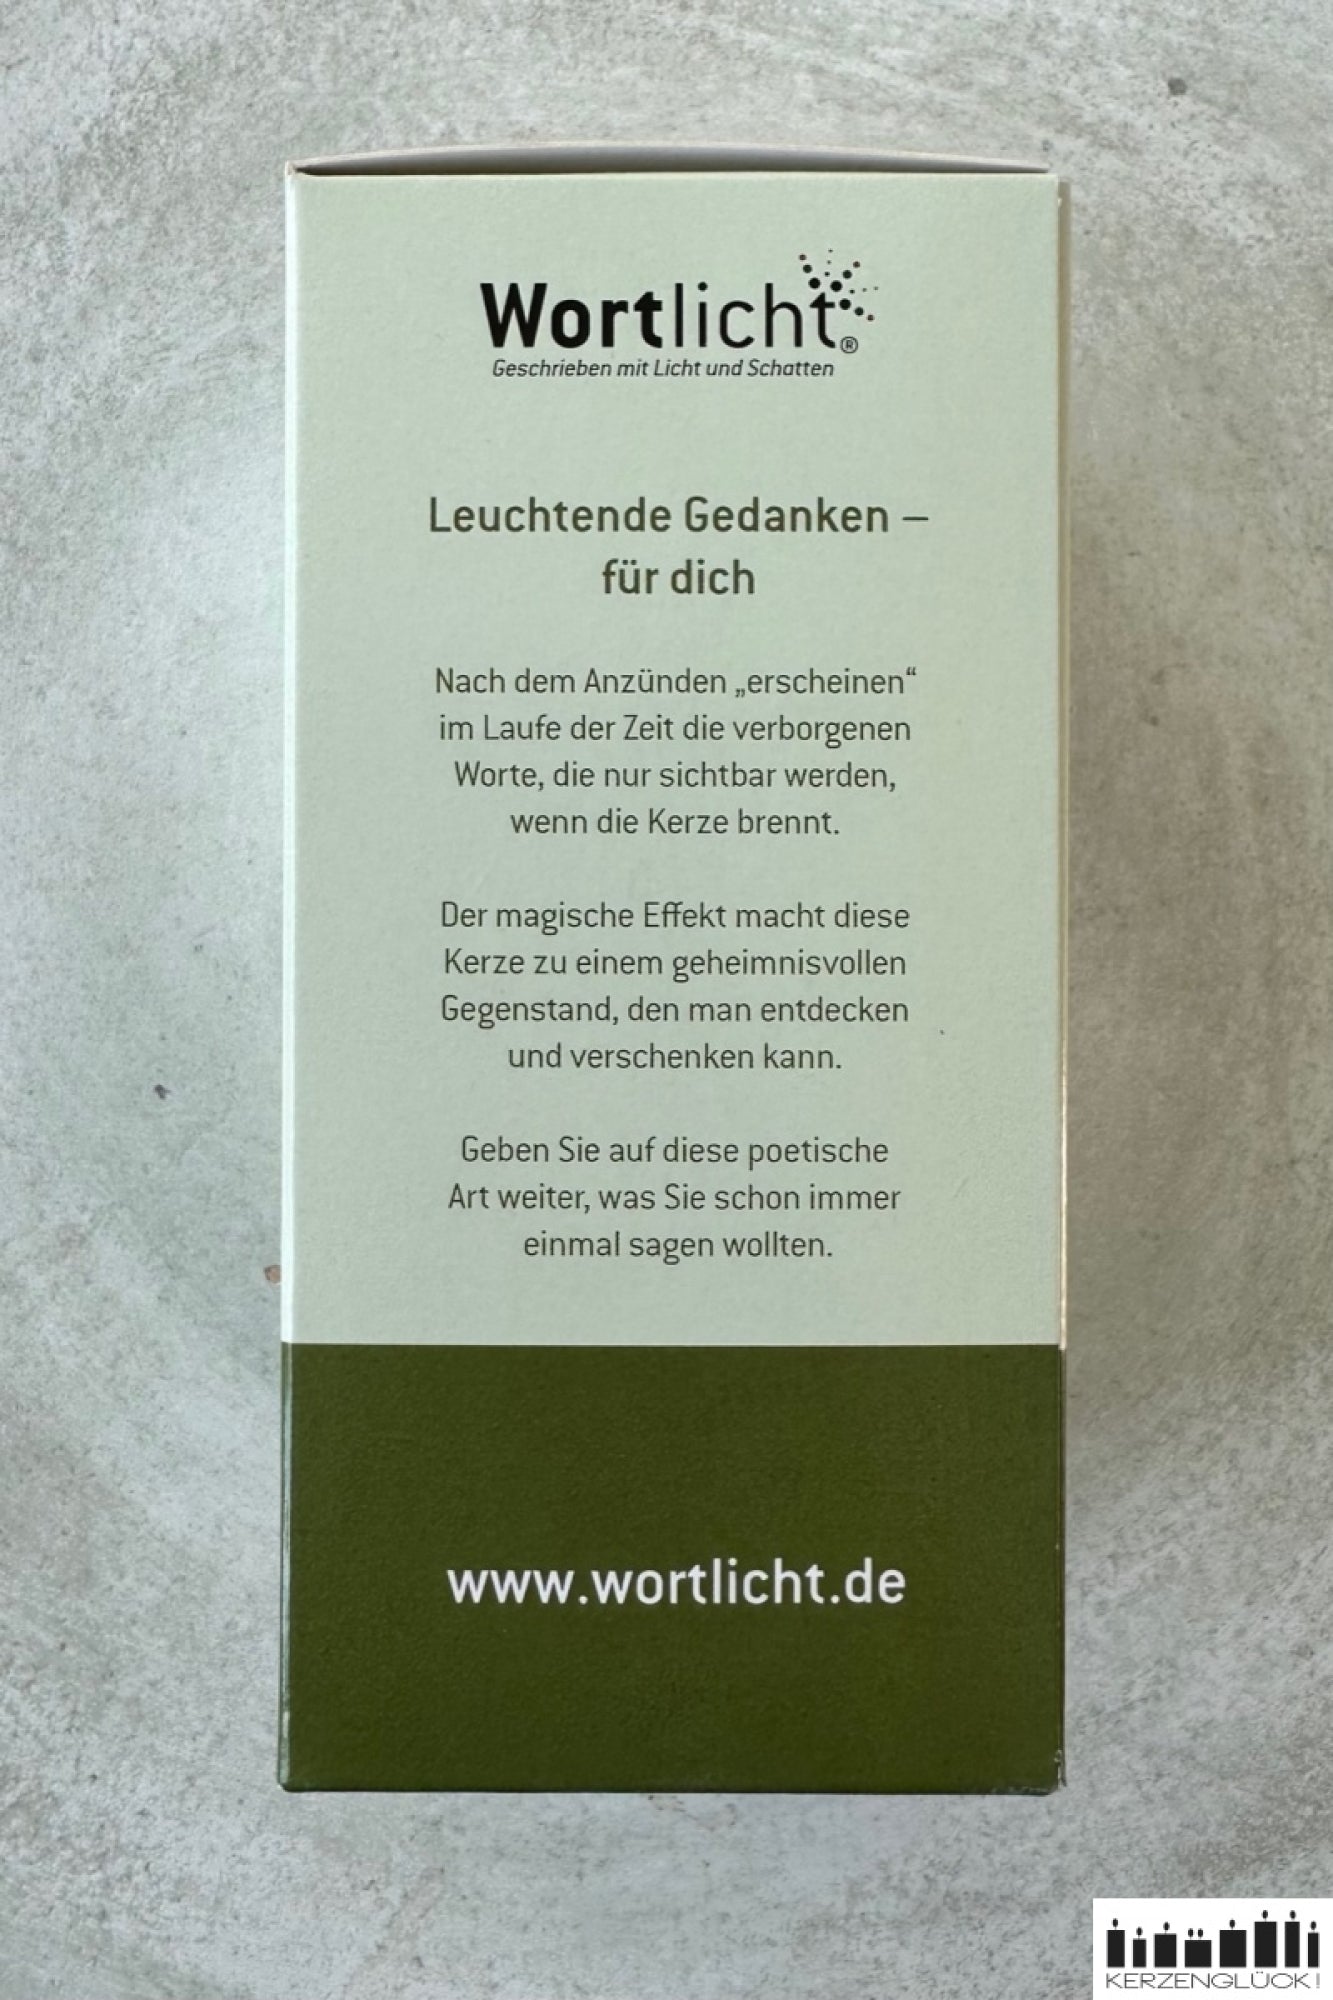 Wortlicht®
Geschrieben mit Licht und Schatten
Leuchtende Gedanken –
für dich
Nach dem Anzünden „erscheinen“
im Laufe der Zeit die verborgenen
Worte, die nur sichtbar werden,
wenn die Kerze brennt.
Der magische Effekt macht diese
Kerze zu einem geheimnisvollen
Gegenstand, den man entdecken
und verschenken kann.
Geben Sie auf diese poetische
Art weiter, was Sie schon immer
einmal sagen wollten.
www.wortlicht.de
KERZENGLÜCK!